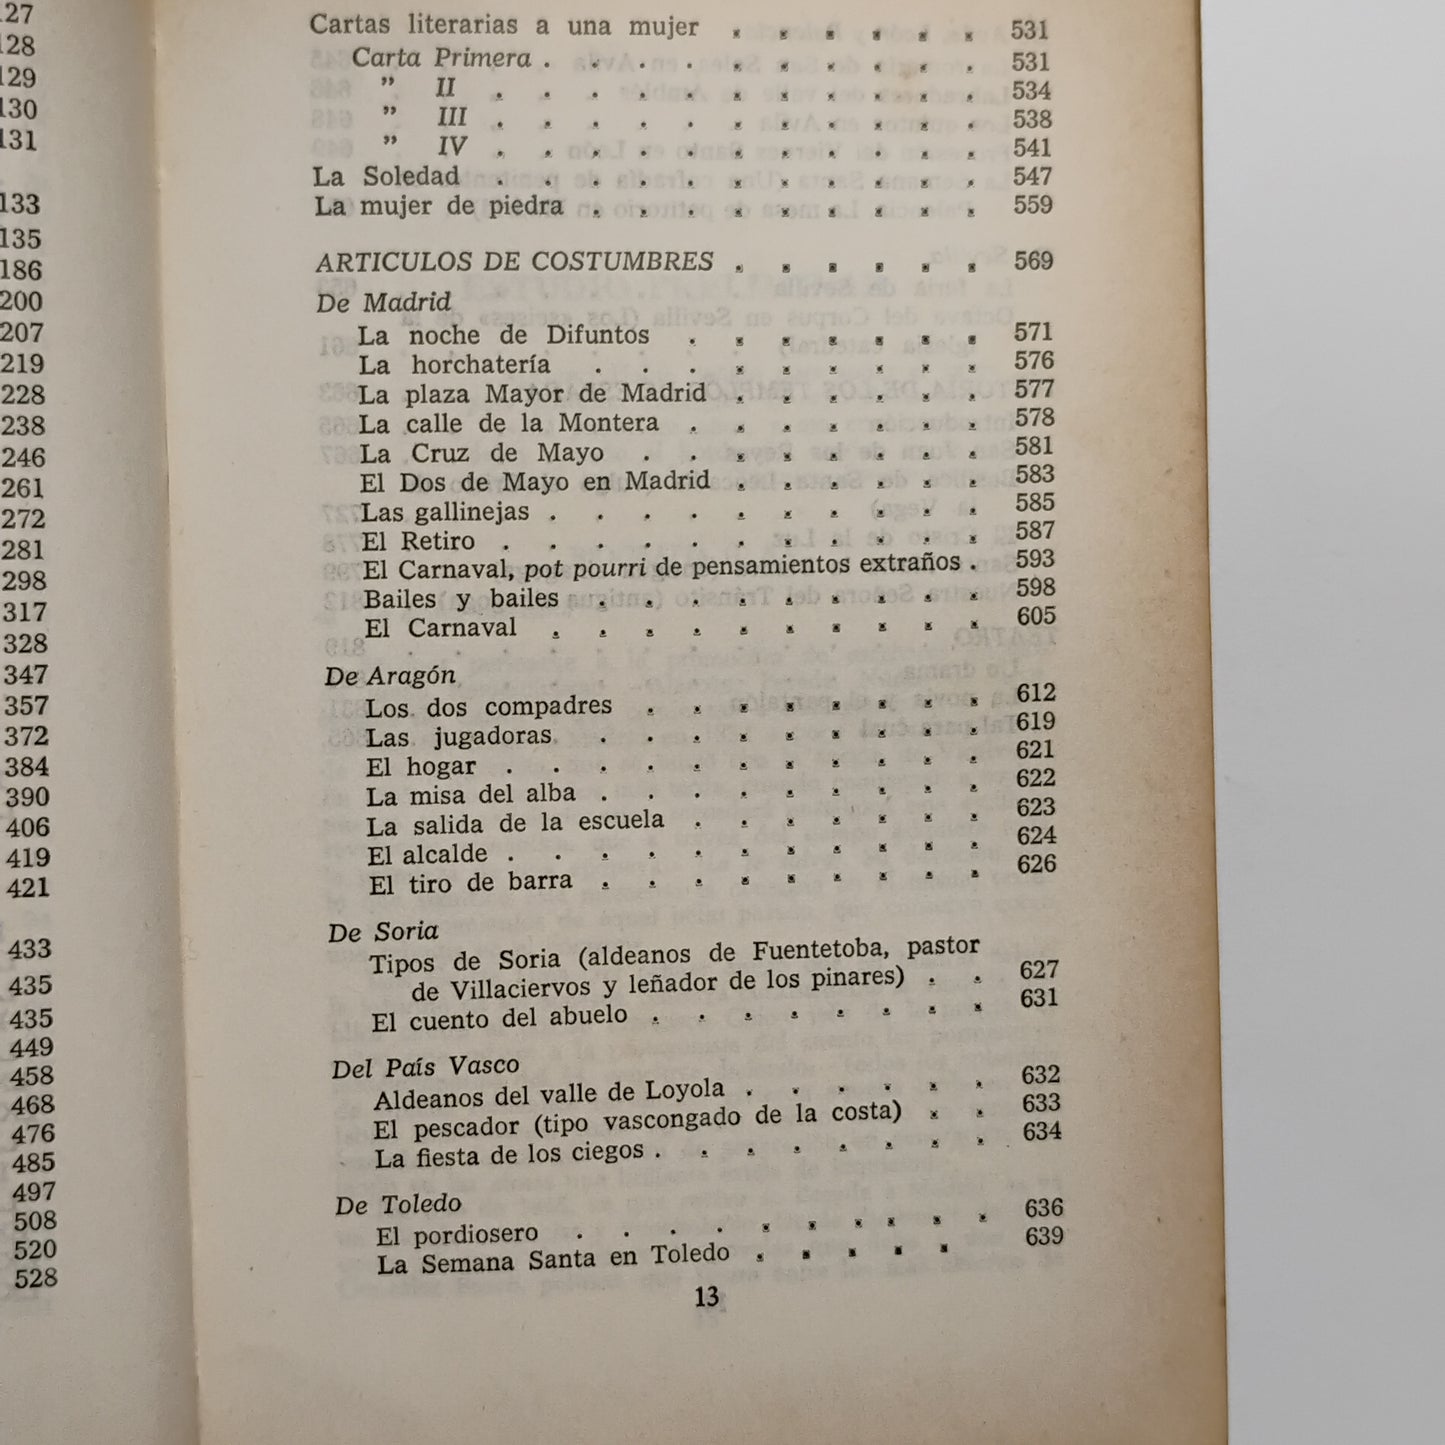 127
128
129
130
131
133
135
186
200
207
219
228
238
246
261
272
281
298
317
328
347
357
372
384
390
406
419
421
433
435
435
449
458
468
476
485
497
508
520
528
Cartas literarias a una mujer . . . . . . 531
Carta Primera . . . . . . . . . . 531
” II . . . . . . . . . . . 534
” III . . . . . . . . . . . 538
” IV . . . . . . . . . . . 541
La Soledad . . . . . . . . . . . 547
La mujer de piedra . . . . . . . . . 559
ARTICULOS DE COSTUMBRES . . . . . . 569
De Madrid
La noche de Difuntos . . . . . . . 571
La horchatería . . . . . . . . . 576
La plaza Mayor de Madrid . . . . . . 577
La calle de la Montera . . . . . . . 578
La Cruz de Mayo . . . . . . . . 581
El Dos de Mayo en Madrid . . . . . . 583
Las gallinejas . . . . . . . . . . 585
El Retiro . . . . . . . . . . . 587
El Carnaval, pot pourri de pensamientos extraños . 593
Bailes y bailes . . . . . . . . . 598
El Carnaval . . . . . . . . . . 605
De Aragón
Los dos compadres . . . . . . . . 612
Las jugadoras . . . . . . . . . 619
El hogar . . . . . . . . . . . 621
La misa del alba . . . . . . . . . 622
La salida de la escuela . . . . . . . 623
El alcalde . . . . . . . . . . . 624
El tiro de barra . . . . . . . . . 626
De Soria
Tipos de Soria (aldeanos de Fuentetoba, pastor
de Villaciervos y leñador de los pinares) . . 627
El cuento del abuelo . . . . . . . . 631
Del País Vasco
Aldeanos del valle de Loyola . . . . . . 632
El pescador (tipo vascongado de la costa) . . 633
La fiesta de los ciegos . . . . . . . . 634
De Toledo
El pordiosero . . . . . . . . . . 636
La Semana Santa en Toledo . . . . . 639
13